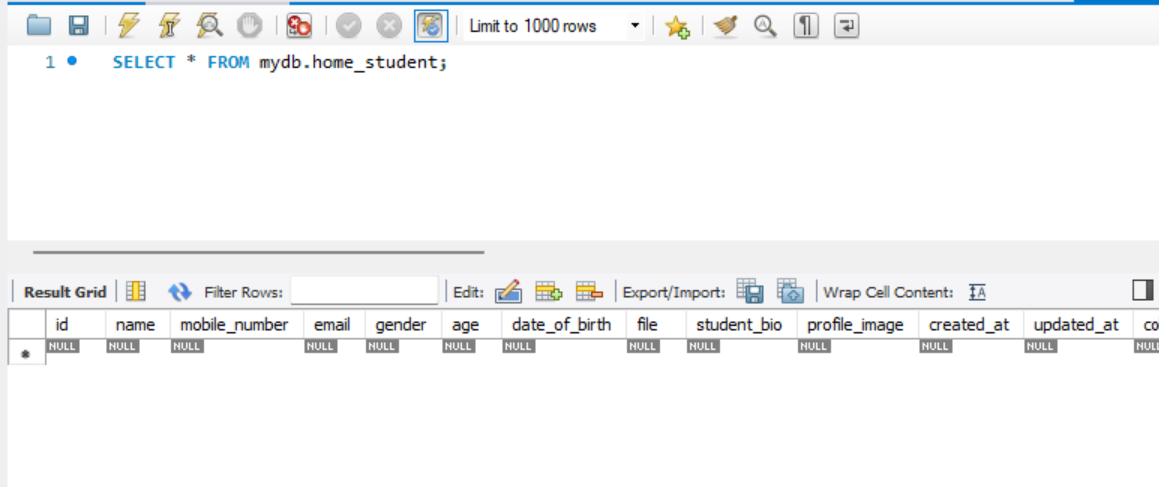 Limit to 1000 rows
1 SELECT * FROM mydb.home_student;
Result Grid Filter Rows: Edit: Export/Import: Wrap Cell Content:
id name mobile_number email gender age date_of_birth file student_bio profile_image created_at updated_at co
NULL NULL NULL NULL NULL NULL NULL NULL NULL NULL NULL NULL NULL